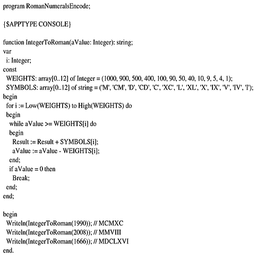 program RomanNumeralsEncode;
{$APPTYPE CONSOLE}
function IntegerToRoman(aValue: Integer): string;
var
i: Integer;
const
WEIGHTS: array[0..12] of Integer = (1000, 900, 500, 400, 100, 90, 50, 40, 10, 9, 5, 4, 1);
SYMBOLS: array[0..12] of string = ('M', 'CM', 'D', 'CD', 'C', 'XC', 'L', 'XL', 'X', 'IX', 'V', 'IV', 'I');
begin
for i := Low(WEIGHTS) to High(WEIGHTS) do
begin
while aValue >= WEIGHTS[i] do
begin
Result := Result + SYMBOLS[i];
aValue := aValue - WEIGHTS[i];
end;
if aValue = 0 then
Break;
end;
end;
begin
Writeln(IntegerToRoman(1990)); // MCMXC
Writeln(IntegerToRoman(2008)); // MMVIII
Writeln(IntegerToRoman(1666)); // MDCLXVI
end.